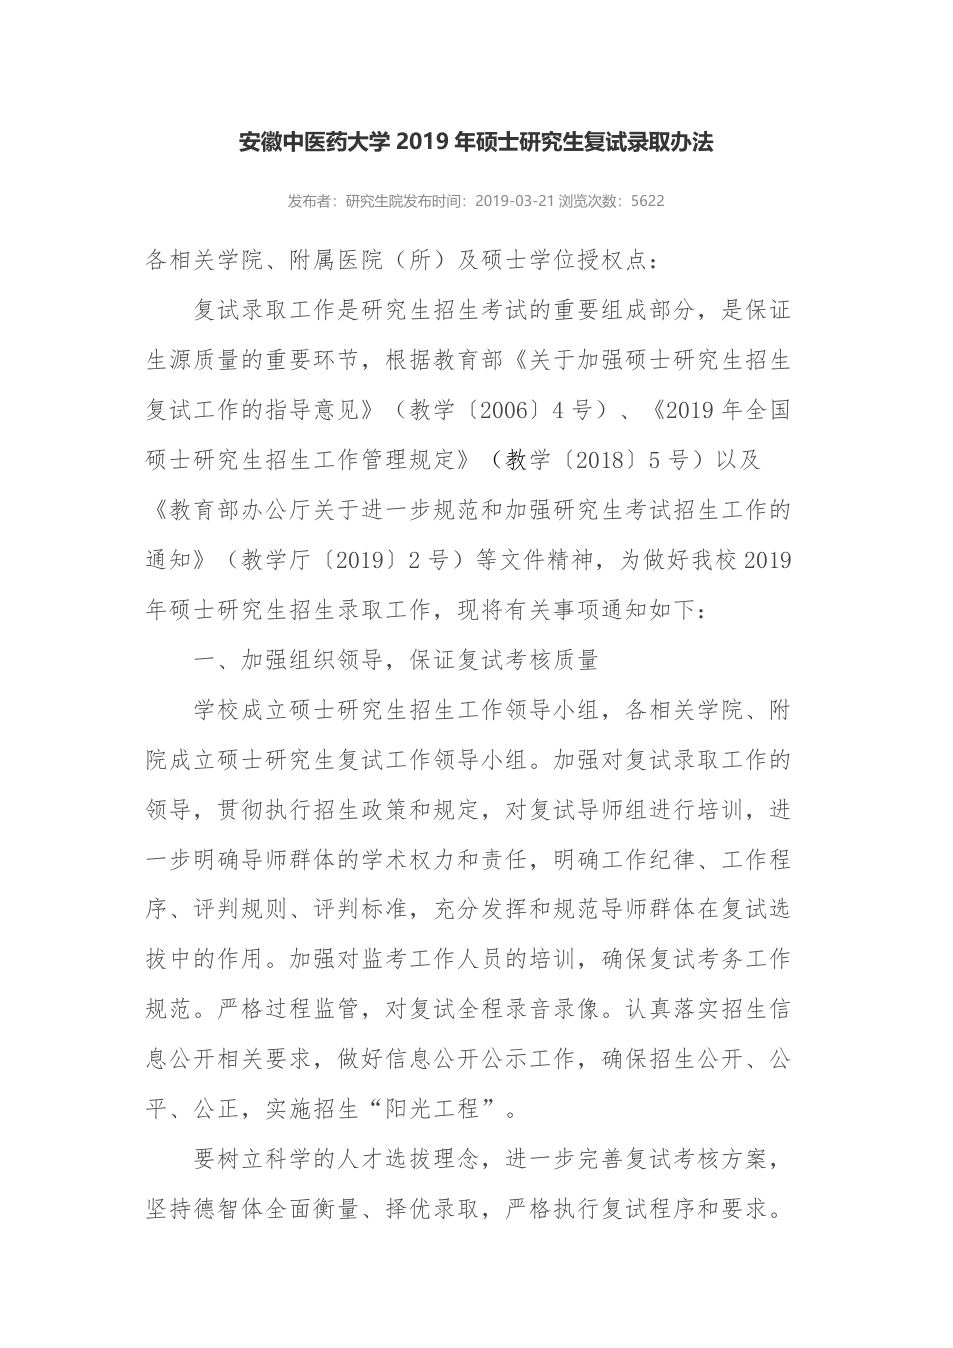 安徽中医药大学 2019 年硕士研究生复试录取办法
发布者：研究生院发布时间：2019-03-21 浏览次数：5622
各相关学院、附属医院（所）及硕士学位授权点：
复试录取工作是研究生招生考试的重要组成部分，是保证
生源质量的重要环节，根据教育部《关于加强硕士研究生招生
复试工作的指导意见》（教学〔2006〕4 号）、《2019 年全国
硕士研究生招生工作管理规定》（教学〔2018〕5 号）以及
《教育部办公厅关于进一步规范和加强研究生考试招生工作的
通知》（教学厅〔2019〕2 号）等文件精神，为做好我校 2019
年硕士研究生招生录取工作，现将有关事项通知如下：
一、加强组织领导，保证复试考核质量
学校成立硕士研究生招生工作领导小组，各相关学院、附
院成立硕士研究生复试工作领导小组。加强对复试录取工作的
领导，贯彻执行招生政策和规定，对复试导师组进行培训，进
一步明确导师群体的学术权力和责任，明确工作纪律、工作程
序、评判规则、评判标准，充分发挥和规范导师群体在复试选
拔中的作用。加强对监考工作人员的培训，确保复试考务工作
规范。严格过程监管，对复试全程录音录像。认真落实招生信
息公开相关要求，做好信息公开公示工作，确保招生公开、公
平、公正，实施招生“阳光工程”。
要树立科学的人才选拔理念，进一步完善复试考核方案，
坚持德智体全面衡量、择优录取，严格执行复试程序和要求。